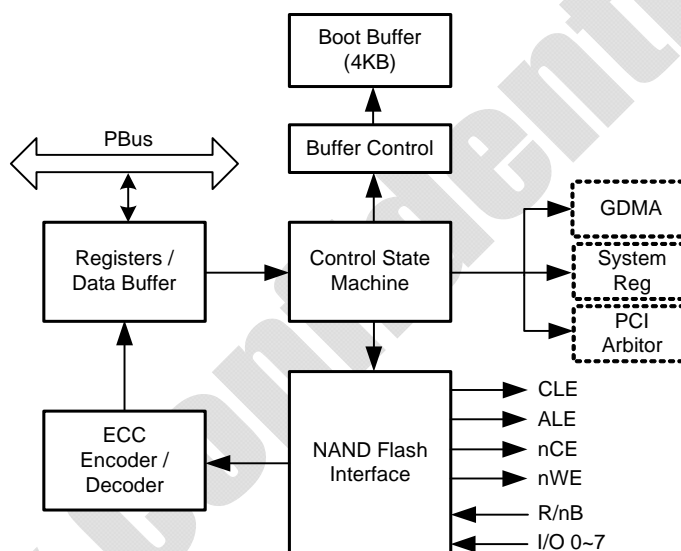 Boot Buffer
(4KB)
PBus
Buffer Control
Registers /
Data Buffer
Control State
Machine
GDMA
System
Reg
PCI
Arbitor
ECC
Encoder /
Decoder
NAND Flash
Interface
CLE
ALE
nCE
nWE
R/nB
I/O 0~7